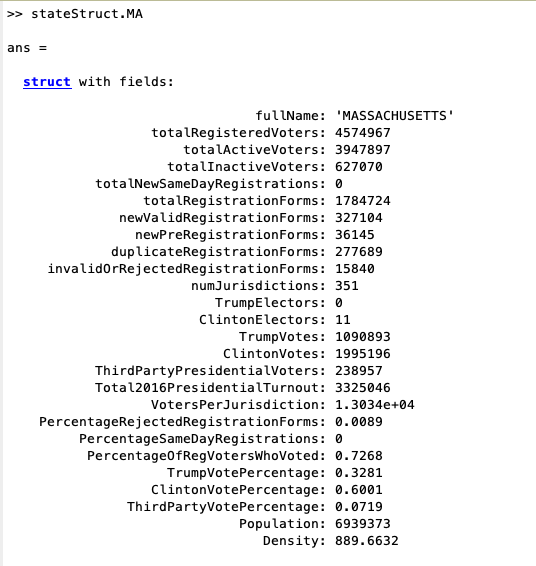 >> stateStruct.MA
ans =
struct with fields:
fullName: 'MASSACHUSETTS'
totalRegisteredVoters: 4574967
totalActiveVoters: 3947897
totalInactiveVoters: 627070
totalNewSameDayRegistrations: 0
totalRegistrationForms: 1784724
newValidRegistrationForms: 327104
newPreRegistrationForms: 36145
duplicateRegistrationForms: 277689
invalidOrRejectedRegistrationForms: 15840
numJurisdictions: 351
TrumpElectors: 0
ClintonElectors: 11
TrumpVotes: 1090893
ClintonVotes: 1995196
ThirdPartyPresidentialVoters: 238957
Total2016PresidentialTurnout: 3325046
VotersPerJurisdiction: 1.3034e+04
PercentageRejectedRegistrationForms: 0.0089
PercentageSameDayRegistrations: 0
PercentageOfRegVotersWhoVoted: 0.7268
TrumpVotePercentage: 0.3281
ClintonVotePercentage: 0.6001
ThirdPartyVotePercentage: 0.0719
Population: 6939373
Density: 889.6632